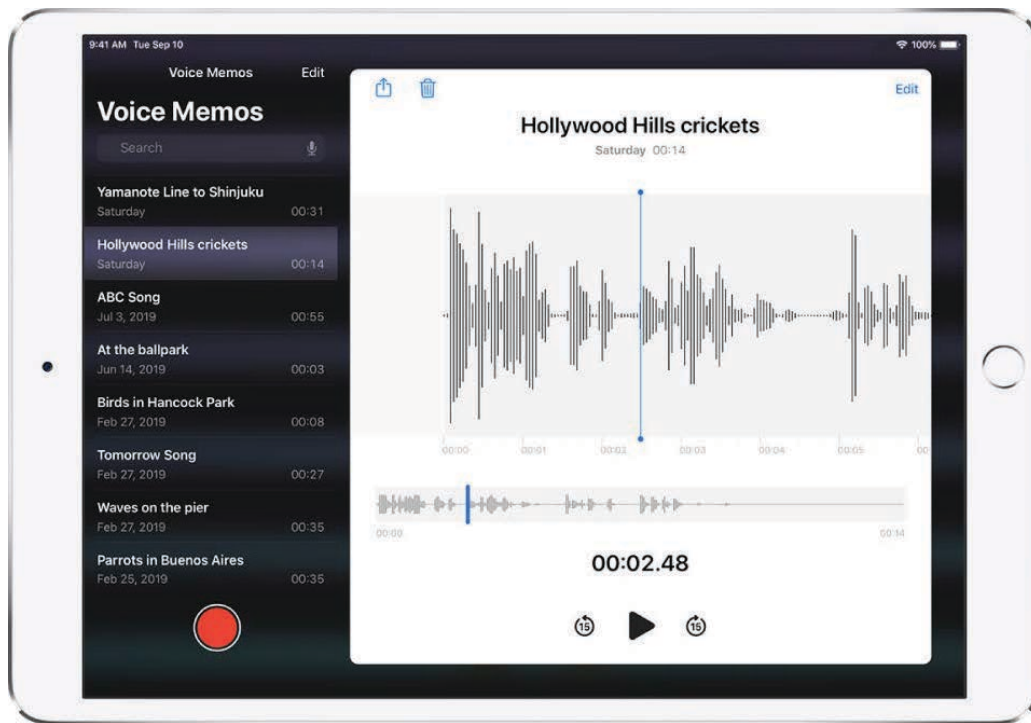 9:41 AM Tue Sep 10
100%
Voice Memos Edit
Voice Memos
Search
Yamanote Line to Shinjuku
Saturday 00:31
Hollywood Hills crickets
Saturday 00:14
ABC Song
Jul 3, 2019 00:55
At the ballpark
Jun 14, 2019 00:03
Birds in Hancock Park
Feb 27, 2019 00:08
Tomorrow Song
Feb 27, 2019 00:27
Waves on the pier
Feb 27, 2019 00:35
Parrots in Buenos Aires
Feb 25, 2019 00:35
Edit
Hollywood Hills crickets
Saturday 00:14
00:00 00:01 00:02 00:03 00:04 00:05 00
00:00 00:14
00:02.48
15 15